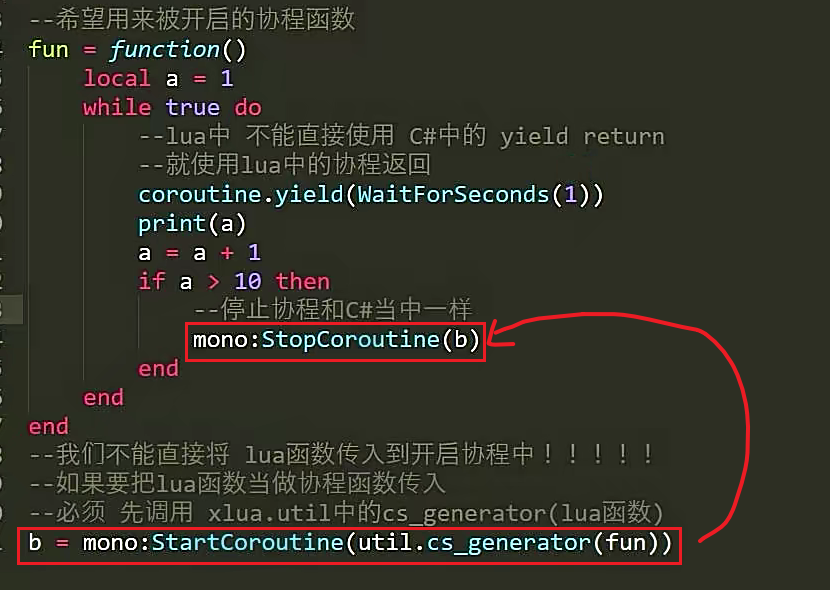 --希望用来被开启的协程函数
fun = function()
    local a = 1
    while true do
        --lua中 不能直接使用 C#中的 yield return
        --就使用lua中的协程返回
        coroutine.yield(WaitForSeconds(1))
        print(a)
        a = a + 1
        if a > 10 then
            --停止协程和C#当中一样
            mono:StopCoroutine(b)
        end
    end
end
--我们不能直接将 lua函数传入到开启协程中！！！！！
--如果要把lua函数当做协程函数传入
--必须 先调用 xlua.util中的cs_generator(lua函数)
b = mono:StartCoroutine(util.cs_generator(fun))